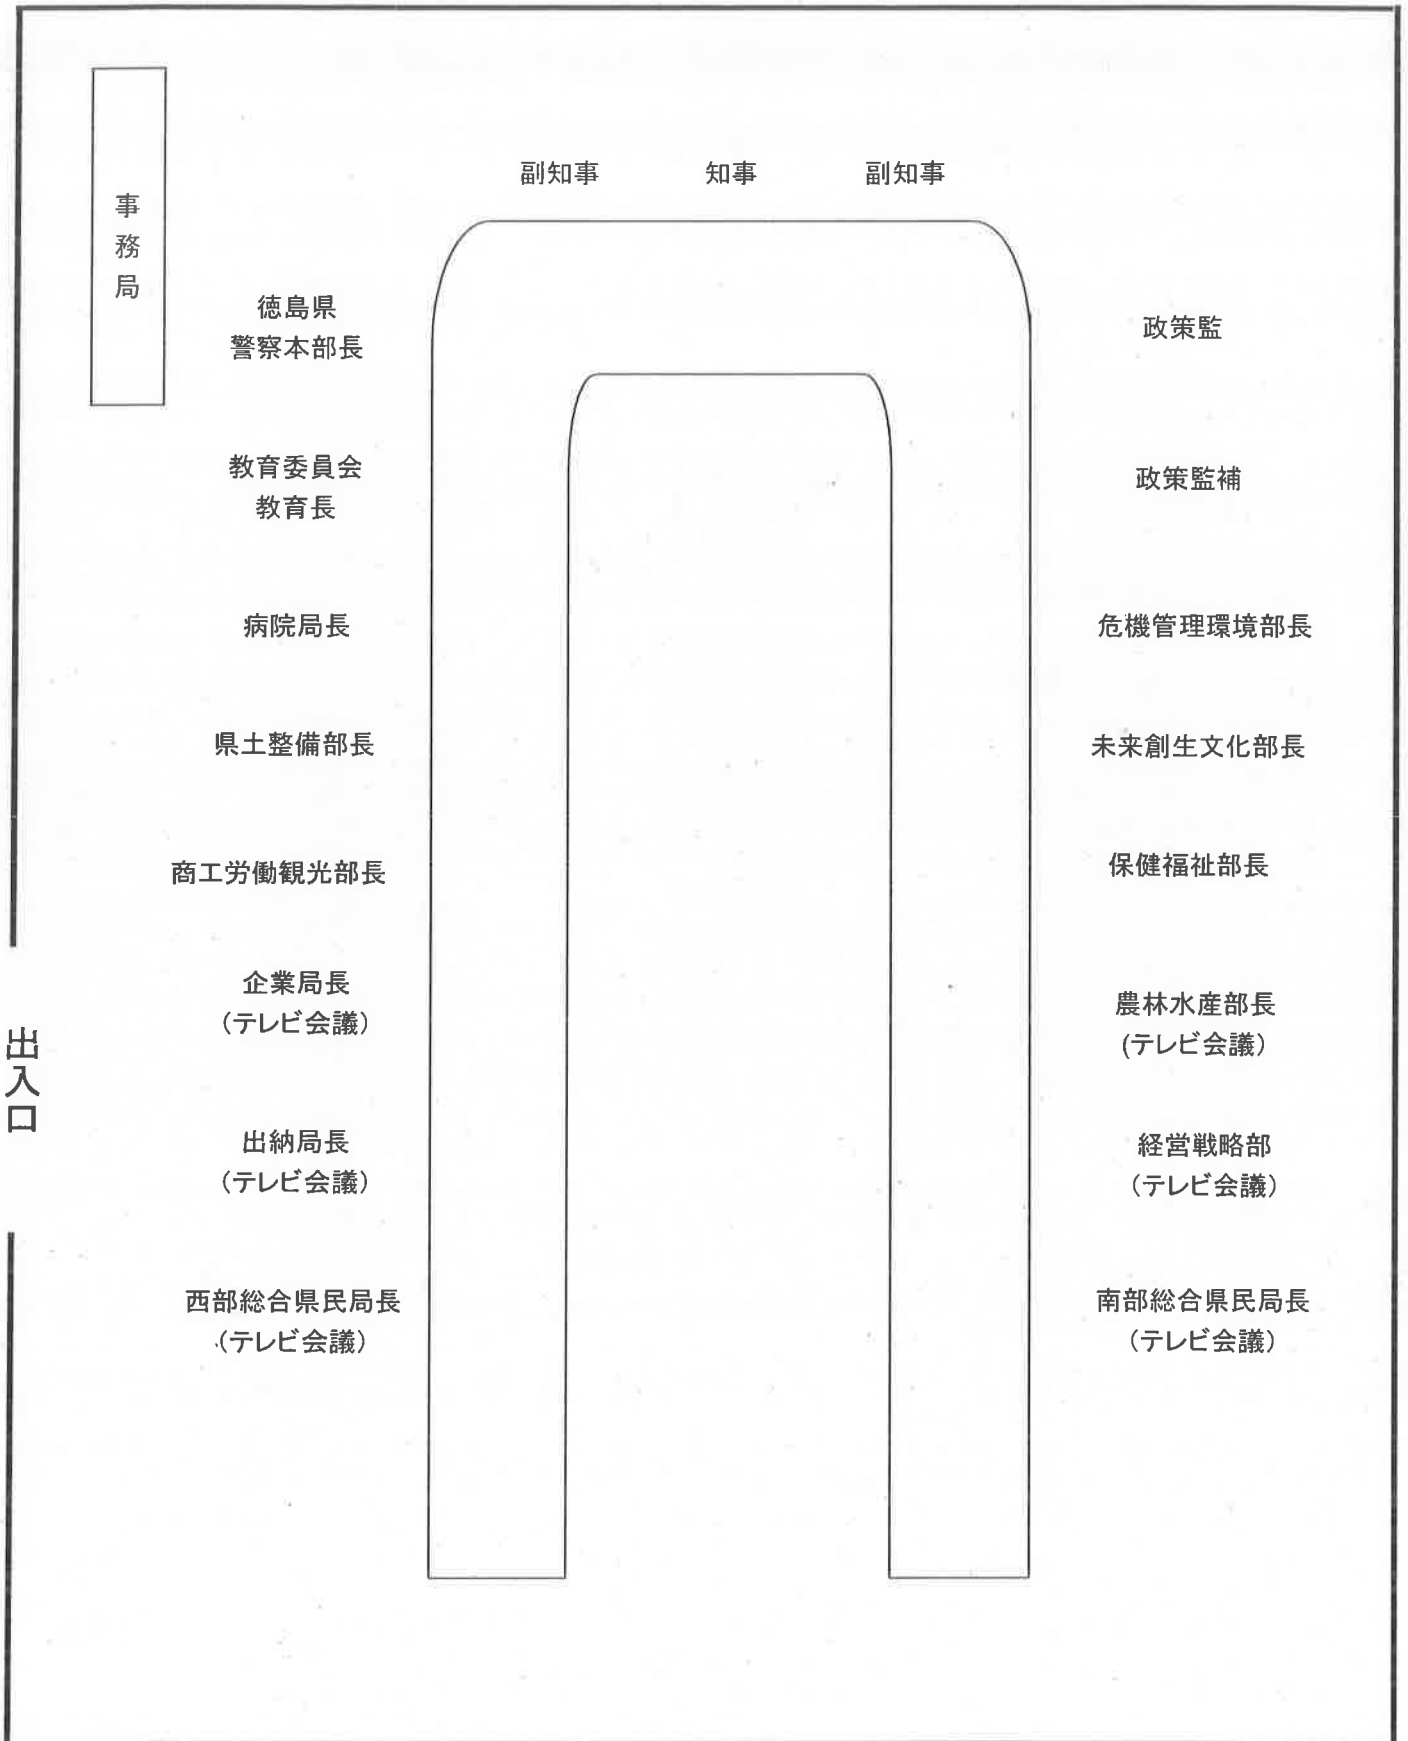 副知事 知事 副知事
事務局
徳島県
警察本部長
教育委員会
教育長
病院局長
県土整備部長
商工労働観光部長
企業局長
（テレビ会議）
出納局長
（テレビ会議）
西部総合県民局長
（テレビ会議）
政策監
政策監補
危機管理環境部長
未来創生文化部長
保健福祉部長
農林水産部長
(テレビ会議）
経営戦略部
（テレビ会議）
南部総合県民局長
（テレビ会議）
出入口